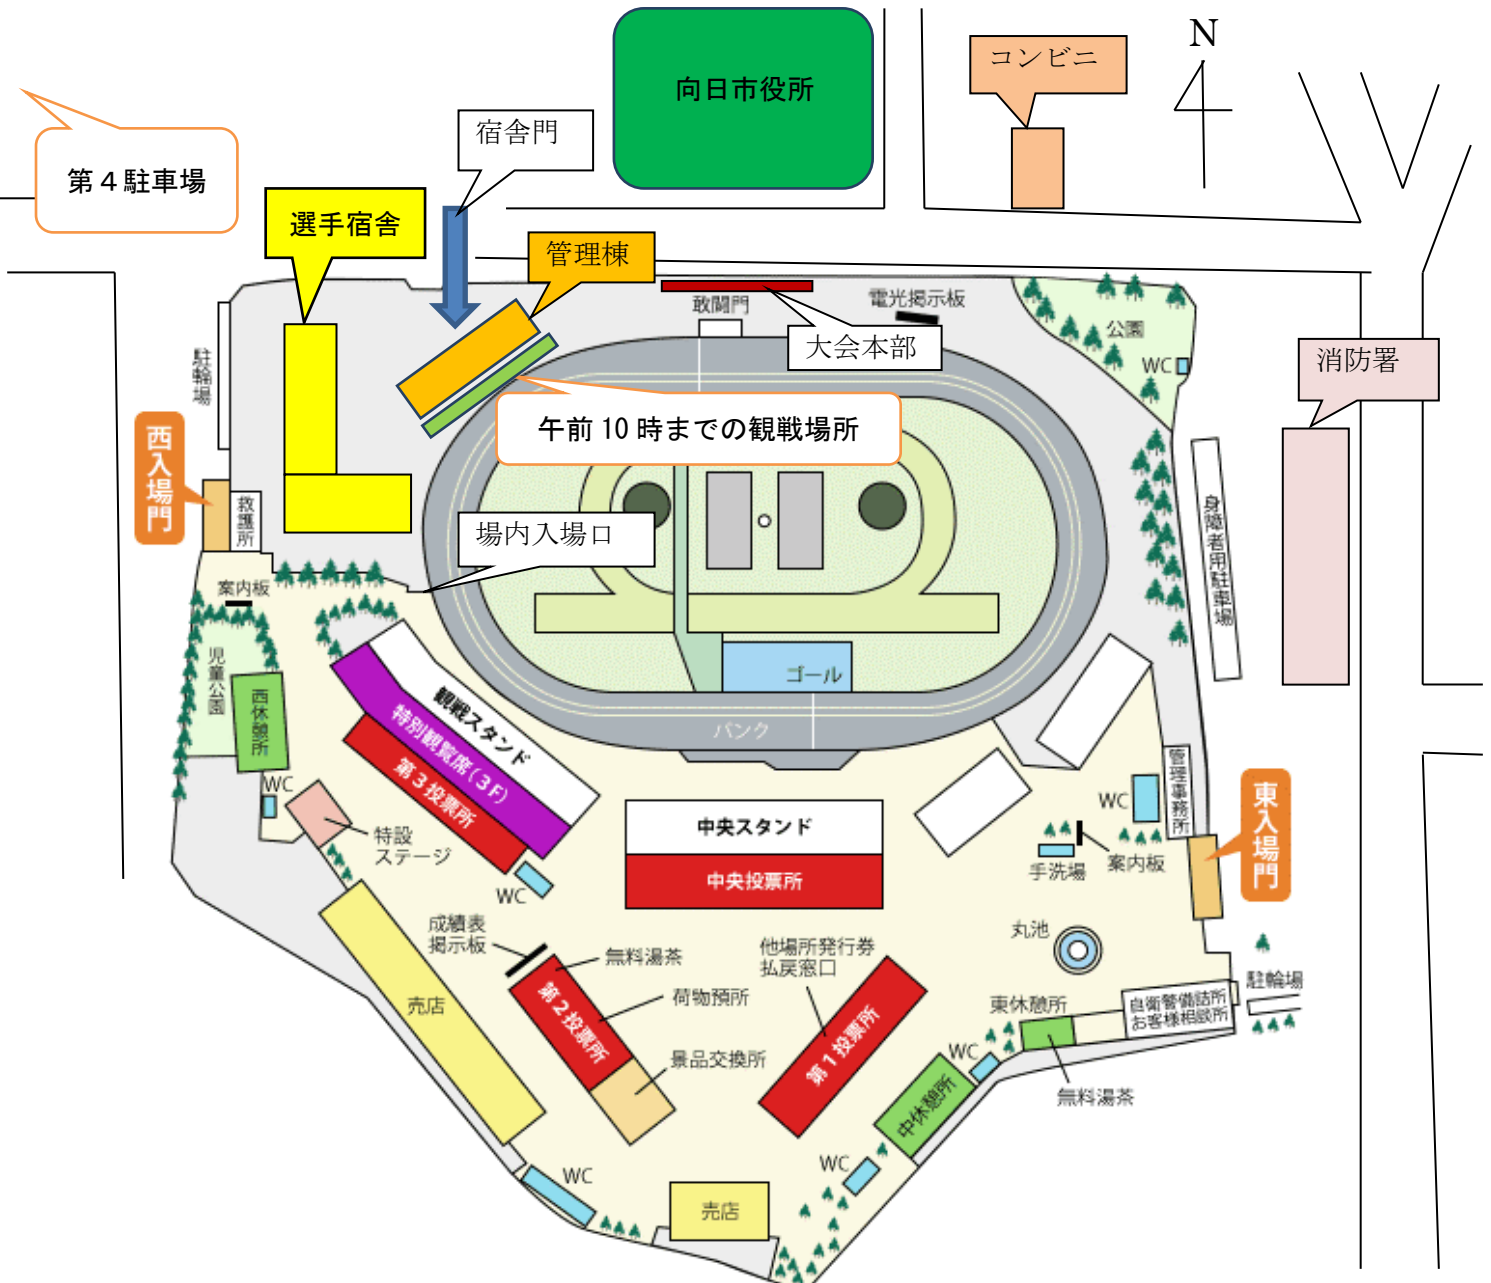 N
コンビニ
向日市役所
宿舎門
第４駐車場
選手宿舎
管理棟
敢闘門
電光掲示板
大会本部
公園
WC
消防署
駐輪場
午前 10 時までの観戦場所
西入場門
救護所
場内入場口
身障者用駐車場
案内板
児童公園
西休憩所
ゴール
バンク
観戦スタンド
特別観覧席(3F)
第3投票所
WC
特設
ステージ
WC
中央スタンド
中央投票所
管理事務所
WC
東入場門
手洗場
案内板
成績表
掲示板
無料湯茶
他場所発行券
払戻窓口
丸池
荷物預所
第2投票所
売店
景品交換所
第1投票所
東休憩所
自衛警備詰所
お客様相談所
駐輪場
WC
無料湯茶
中休憩所
WC
WC
売店